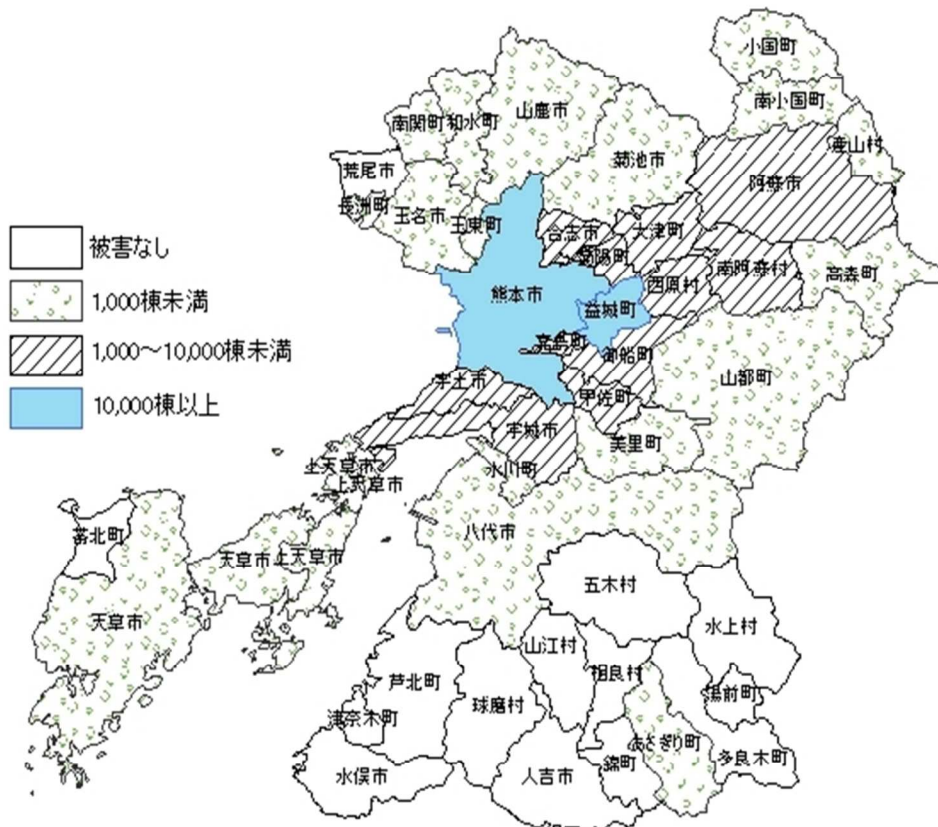 小国町
南小国町
産山村
山鹿市
和水町
南関町
菊池市
荒尾市
阿蘇市
長洲町
玉名市
玉東町
合志市
大津町
菊陽町
被害なし
西原村
南阿蘇村
高森町
1,000棟未満
熊本市
益城町
1,000～10,000棟未満
嘉島町
御船町
山都町
10,000棟以上
宇土市
甲佐町
宇城市
美里町
上天草市
氷川町
上天草市
八代市
苓北町
天草市
上天草市
五木村
天草市
水上村
山江村
相良村
芦北町
湯前町
津奈木町
球磨村
あさぎり町
多良木町
水俣市
人吉市
錦町